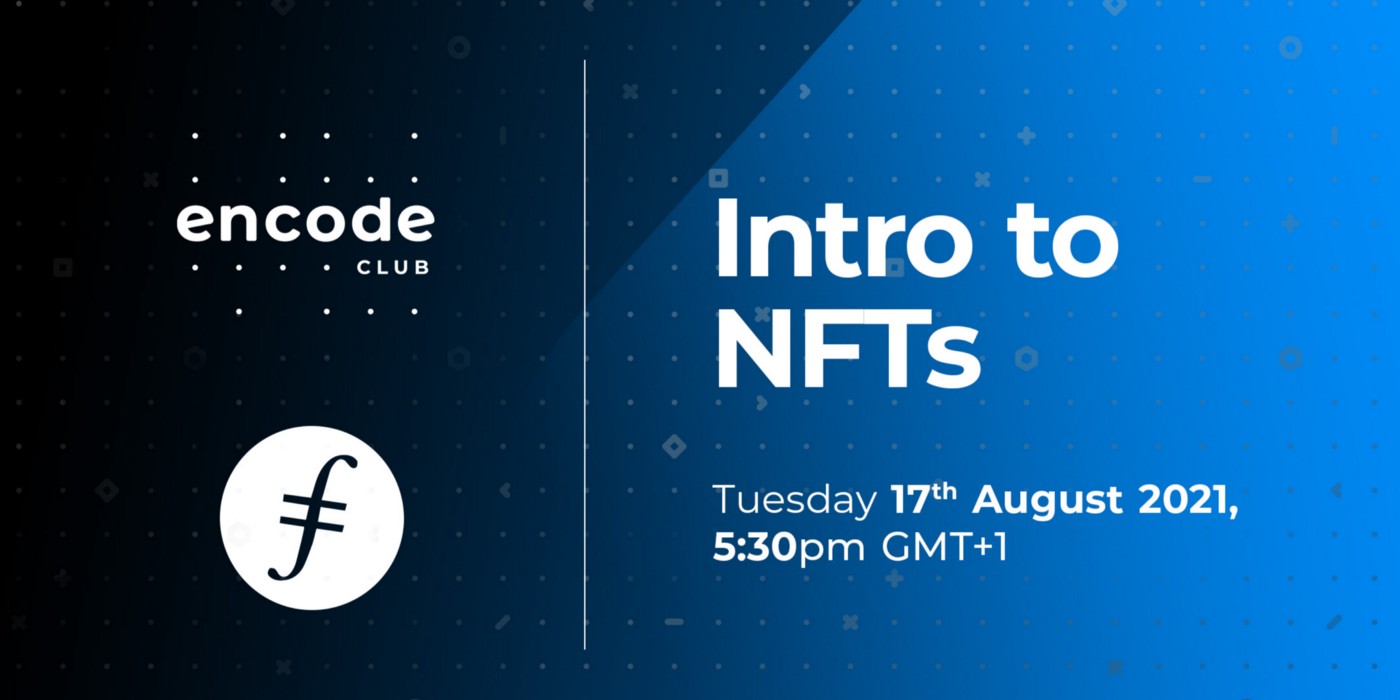 encode
CLUB
Intro to
NFTs
Tuesday 17th August 2021,
5:30pm GMT+1